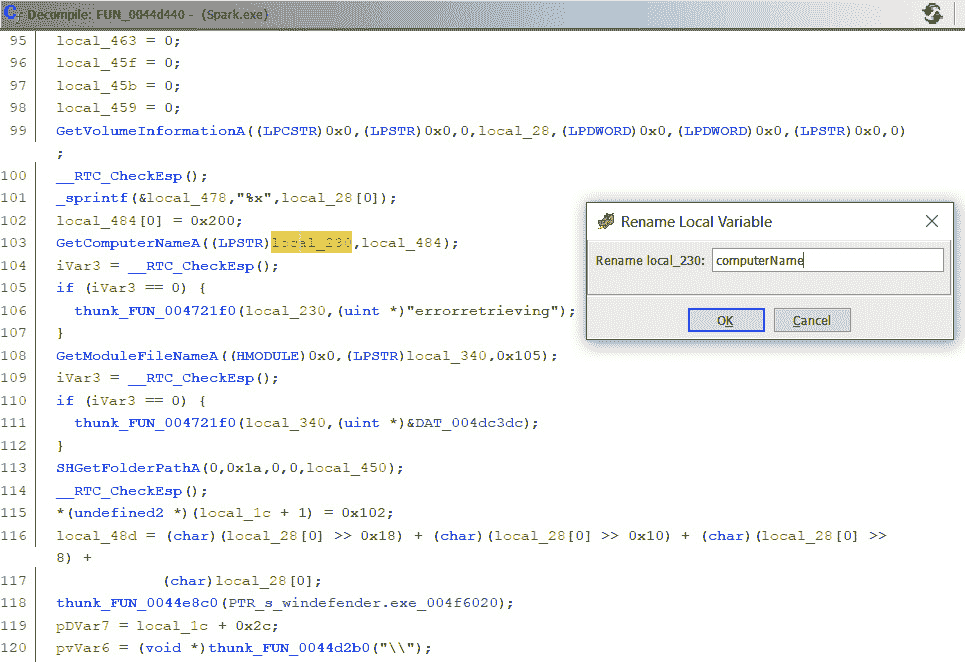 Decompile: FUN_0044d440 - (Spark.exe)
95 local_463 = 0;
96 local_45f = 0;
97 local_45b = 0;
98 local_459 = 0;
99 GetVolumeInformationA((LPCSTR)0x0,(LPSTR)0x0,0,local_28,(LPDWORD)0x0,(LPDWORD)0x0,(LPSTR)0x0,0)
;
100 __RTC_CheckEsp();
101 _sprintf(&local_478,"%x",local_28[0]);
102 local_484[0] = 0x200;
103 GetComputerNameA((LPSTR)local_230,local_484);
104 iVar3 = __RTC_CheckEsp();
105 if (iVar3 == 0) {
106 thunk_FUN_004721f0(local_230,(uint *)"errorretrieving");
107 }
108 GetModuleFileNameA((HMODULE)0x0,(LPSTR)local_340,0x105);
109 iVar3 = __RTC_CheckEsp();
110 if (iVar3 == 0) {
111 thunk_FUN_004721f0(local_340,(uint *)&DAT_004dc3dc);
112 }
113 SHGetFolderPathA(0,0x1a,0,0,local_450);
114 __RTC_CheckEsp();
115 *(undefined2 *)(local_1c + 1) = 0x102;
116 local_48d = (char)(local_28[0] >> 0x18) + (char)(local_28[0] >> 0x10) + (char)(local_28[0] >>
8) +
117 (char)local_28[0];
118 thunk_FUN_0044e8c0(PTR_s_windefender.exe_004f6020);
119 pDVar7 = local_1c + 0x2c;
120 pvVar6 = (void *)thunk_FUN_0044d2b0("\\");
Rename Local Variable
Rename local_230: computerName
OK Cancel